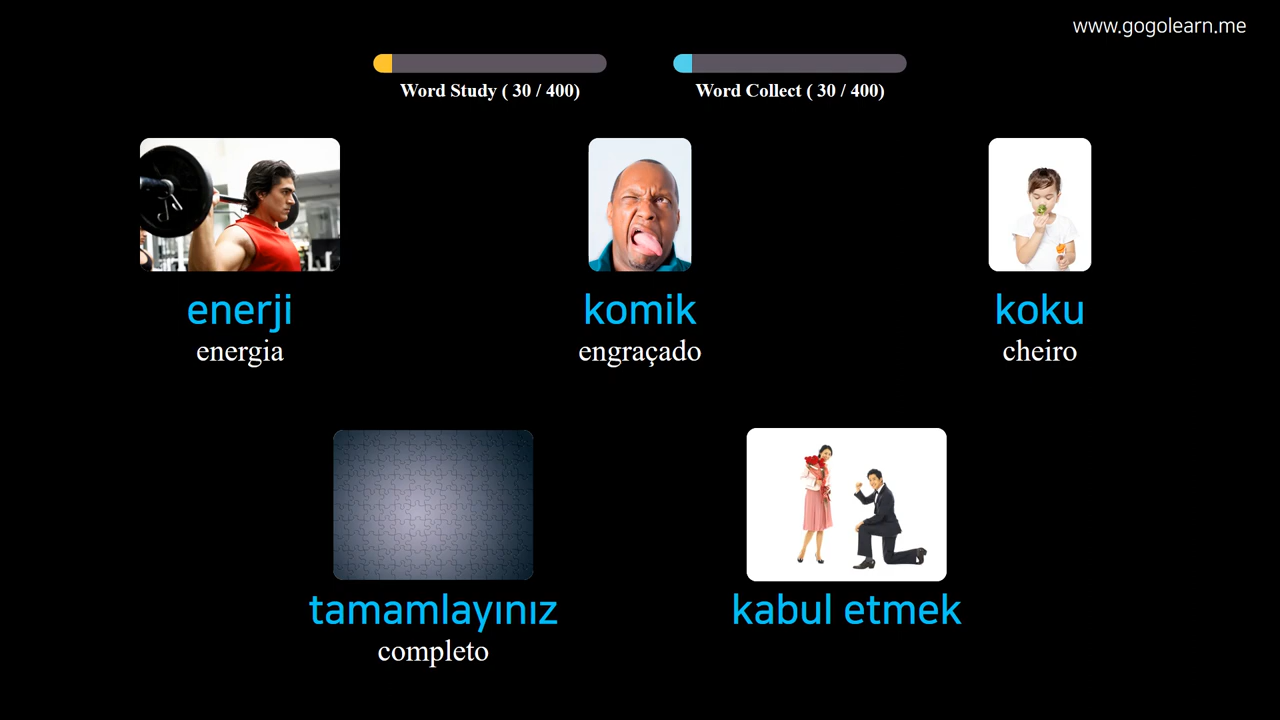 www.gogolearn.me
Word Study ( 30 / 400)
Word Collect ( 30 / 400)
enerji
energia
komik
engraçado
koku
cheiro
tamamlayınız
completo
kabul etmek